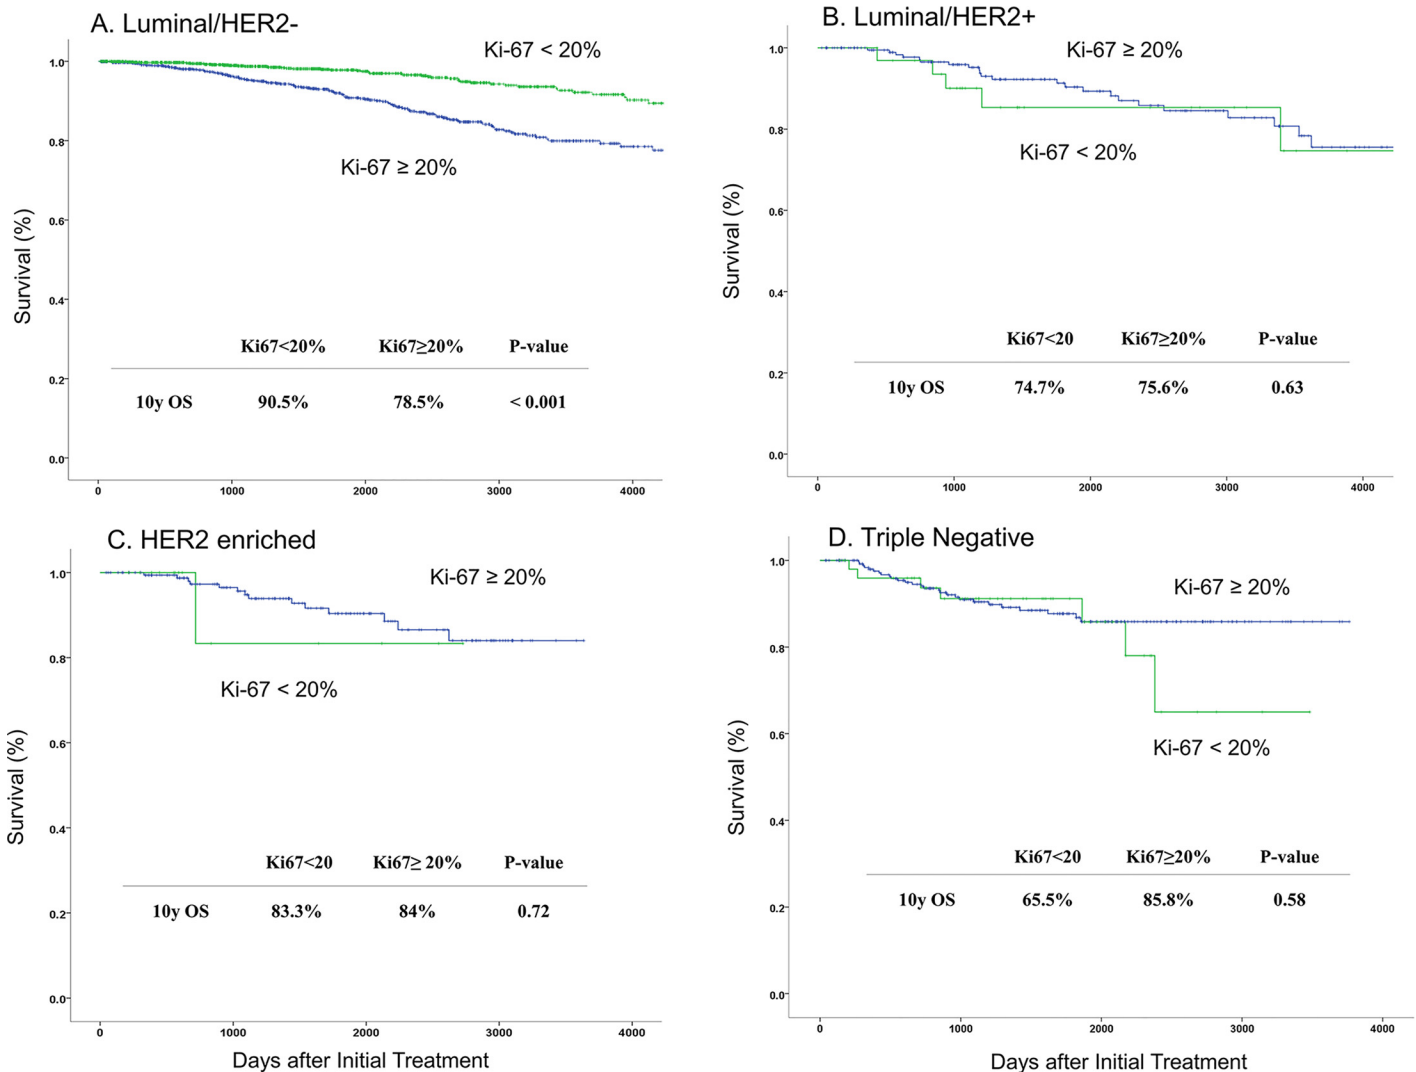 A. Luminal/HER2-
Ki-67 < 20%
Ki-67 ≥ 20%
Survival (%)
1.0
0.8
0.6
0.4
0.2
0.0
0 1000 2000 3000 4000
Ki67<20% Ki67≥20% P-value
10y OS 90.5% 78.5% < 0.001
B. Luminal/HER2+
Ki-67 ≥ 20%
Ki-67 < 20%
Survival (%)
1.0
0.8
0.6
0.4
0.2
0.0
0 1000 2000 3000 4000
Ki67<20 Ki67≥20% P-value
10y OS 74.7% 75.6% 0.63
C. HER2 enriched
Ki-67 ≥ 20%
Ki-67 < 20%
Survival (%)
1.0
0.8
0.6
0.4
0.2
0.0
0 1000 2000 3000 4000
Ki67<20 Ki67≥ 20% P-value
10y OS 83.3% 84% 0.72
Days after Initial Treatment
D. Triple Negative
Ki-67 ≥ 20%
Ki-67 < 20%
Survival (%)
1.0
0.8
0.6
0.4
0.2
0.0
0 1000 2000 3000 4000
Ki67<20 Ki67≥20% P-value
10y OS 65.5% 85.8% 0.58
Days after Initial Treatment